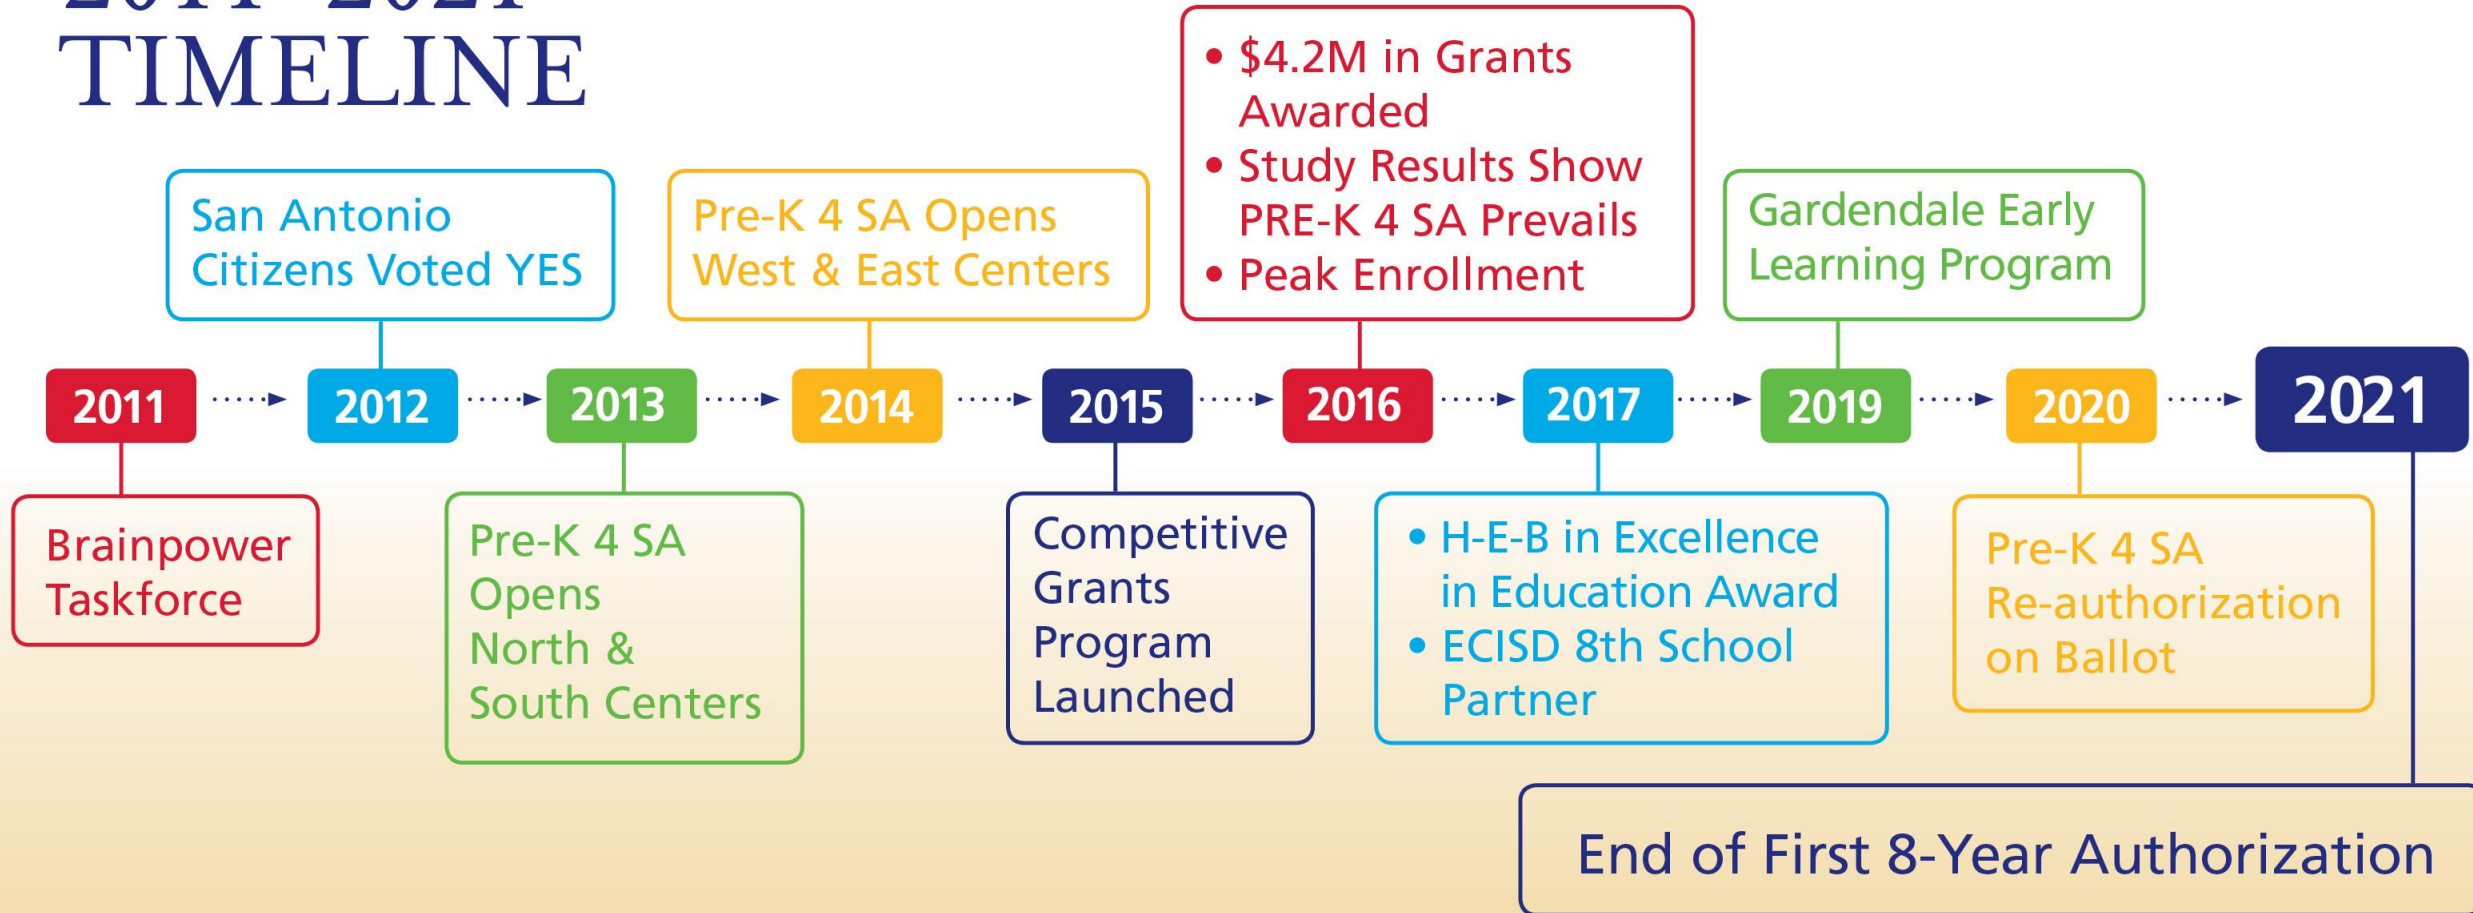 2011–2021
TIMELINE
• $4.2M in Grants
Awarded
• Study Results Show
PRE-K 4 SA Prevails
• Peak Enrollment
San Antonio
Citizens Voted YES
Pre-K 4 SA Opens
West & East Centers
Gardendale Early
Learning Program
2011
2012
2013
2014
2015
2016
2017
2019
2020
2021
Brainpower
Taskforce
Pre-K 4 SA
Opens
North &
South Centers
Competitive
Grants
Program
Launched
• H-E-B in Excellence
in Education Award
• ECISD 8th School
Partner
Pre-K 4 SA
Re-authorization
on Ballot
End of First 8-Year Authorization